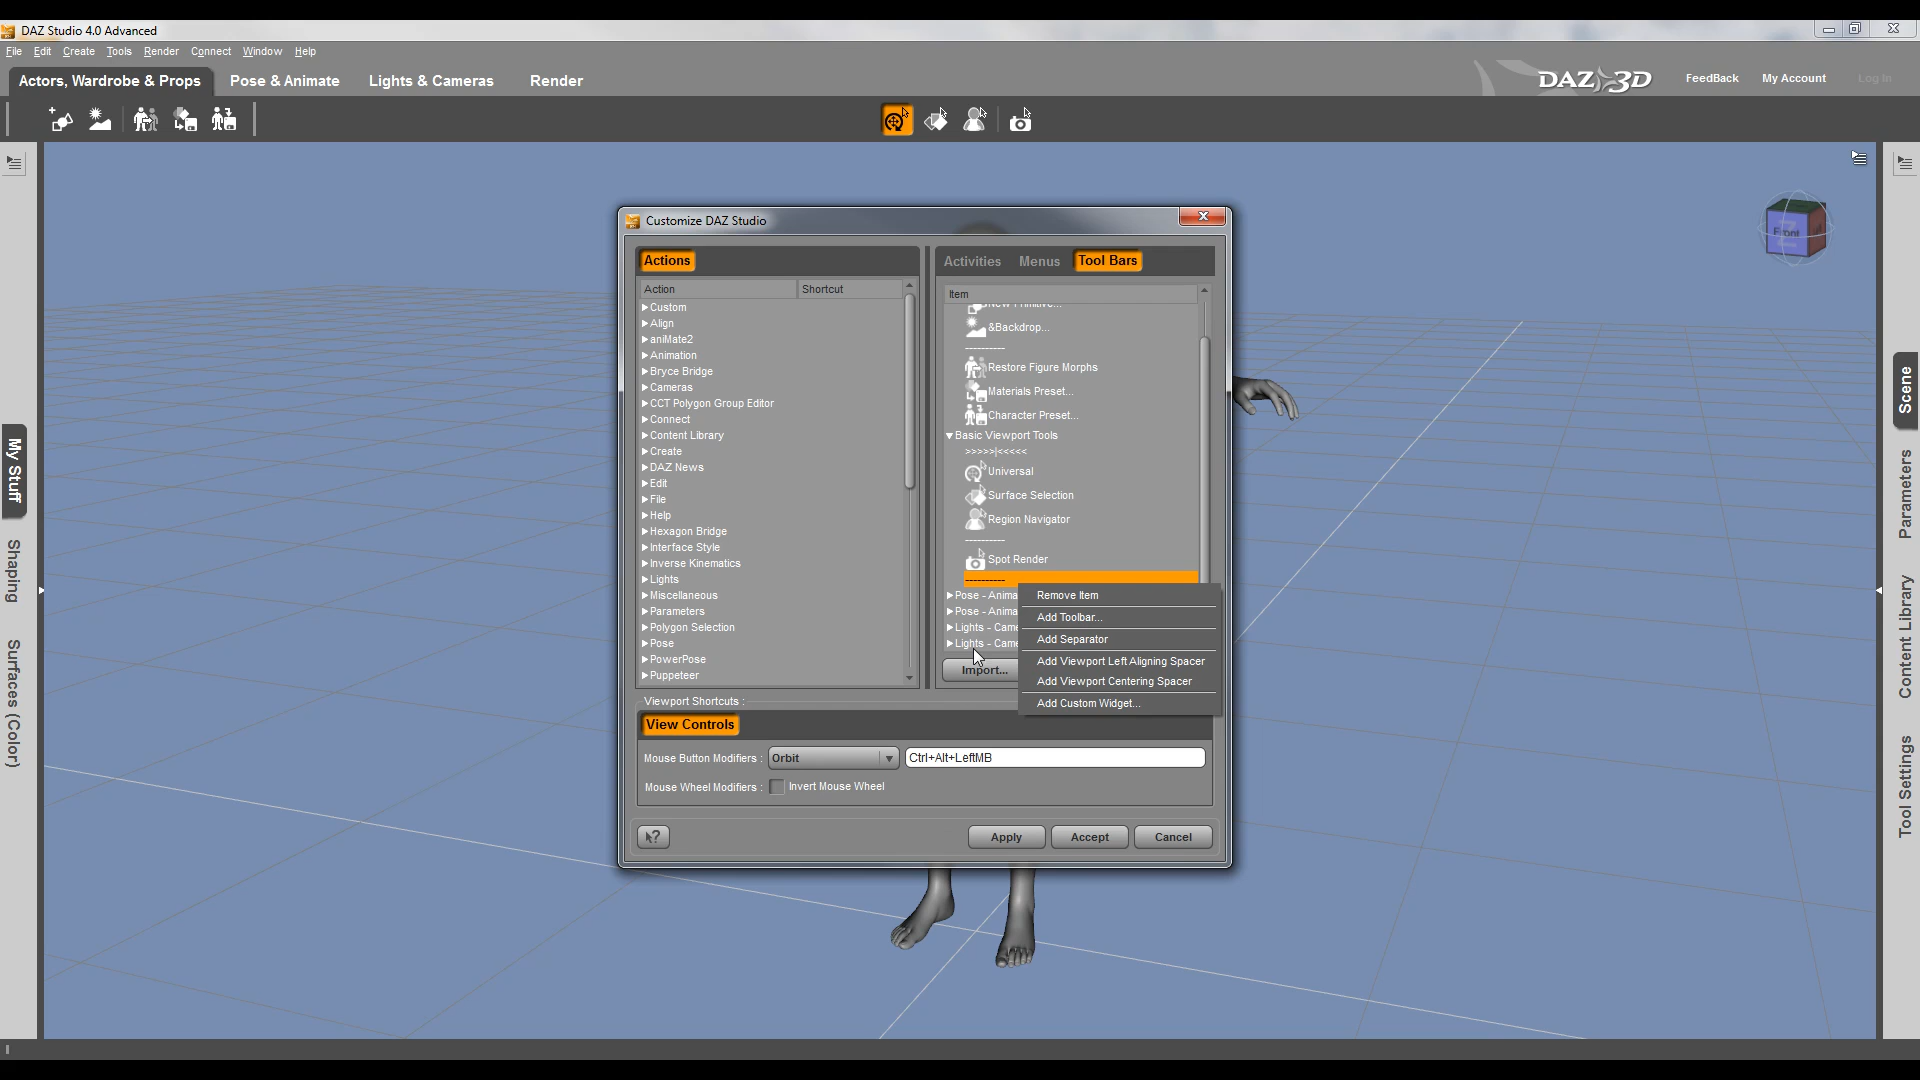 DAZ Studio 4.0 Advanced
File Edit Create Tools Render Connect Window Help
Actors, Wardrobe & Props Pose & Animate Lights & Cameras Render
DAZ 3D FeedBack My Account Log In
My Stuff
Shaping
Surfaces (Color)
Front
Scene
Parameters
Content Library
Tool Settings
Customize DAZ Studio
Actions
Action Shortcut
Custom
Align
aniMate2
Animation
Bryce Bridge
Cameras
CCT Polygon Group Editor
Connect
Content Library
Create
DAZ News
Edit
File
Help
Hexagon Bridge
Interface Style
Inverse Kinematics
Lights
Miscellaneous
Parameters
Polygon Selection
Pose
PowerPose
Puppeteer
Activities Menus Tool Bars
Item
New Primitive...
&Backdrop...
----------
Restore Figure Morphs
Materials Preset...
Character Preset...
Basic Viewport Tools
>>>>>|<<<<<
Universal
Surface Selection
Region Navigator
----------
Spot Render
----------
Pose - Anima
Pose - Anima
Lights - Came
Lights - Came
Import...
Remove Item
Add Toolbar...
Add Separator
Add Viewport Left Aligning Spacer
Add Viewport Centering Spacer
Add Custom Widget...
Viewport Shortcuts :
View Controls
Mouse Button Modifiers : Orbit Ctrl+Alt+LeftMB
Mouse Wheel Modifiers : Invert Mouse Wheel
Apply Accept Cancel